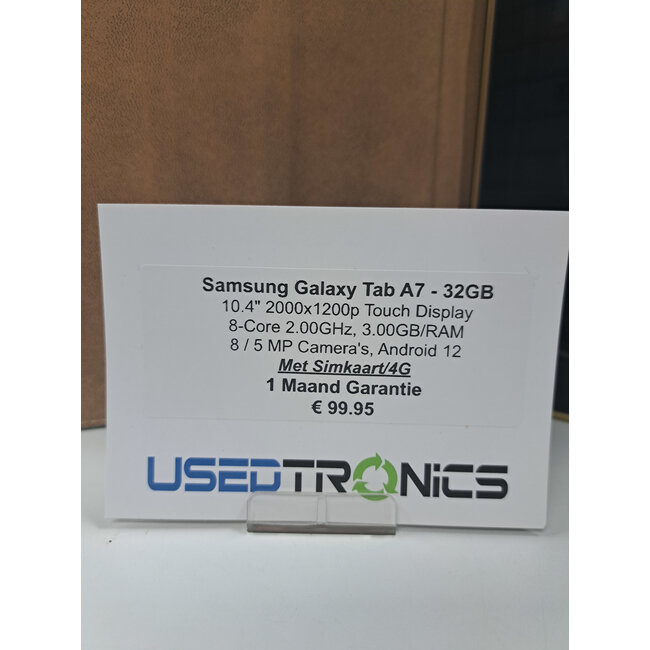 Samsung Galaxy Tab A7 - 32GB
10.4" 2000x1200p Touch Display
8-Core 2.00GHz, 3.00GB/RAM
8 / 5 MP Camera's, Android 12
Met Simkaart/4G
1 Maand Garantie
€ 99.95
USEDTRONiCS